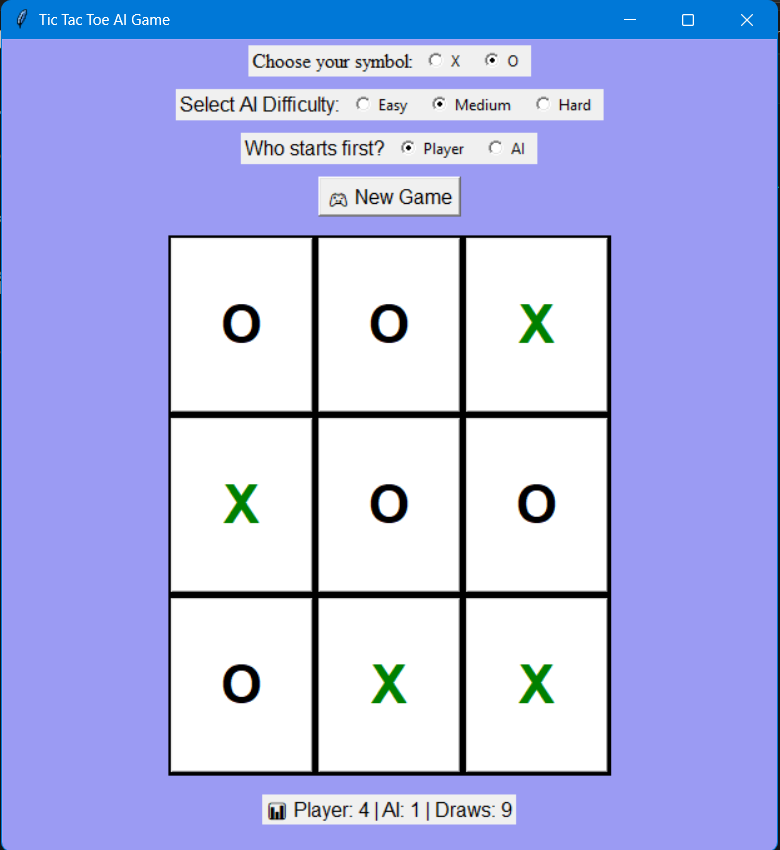 Tic Tac Toe AI Game
Choose your symbol: X O
Select AI Difficulty: Easy Medium Hard
Who starts first? Player AI
🎮 New Game
O O X
X O O
O X X
📊 Player: 4 | AI: 1 | Draws: 9